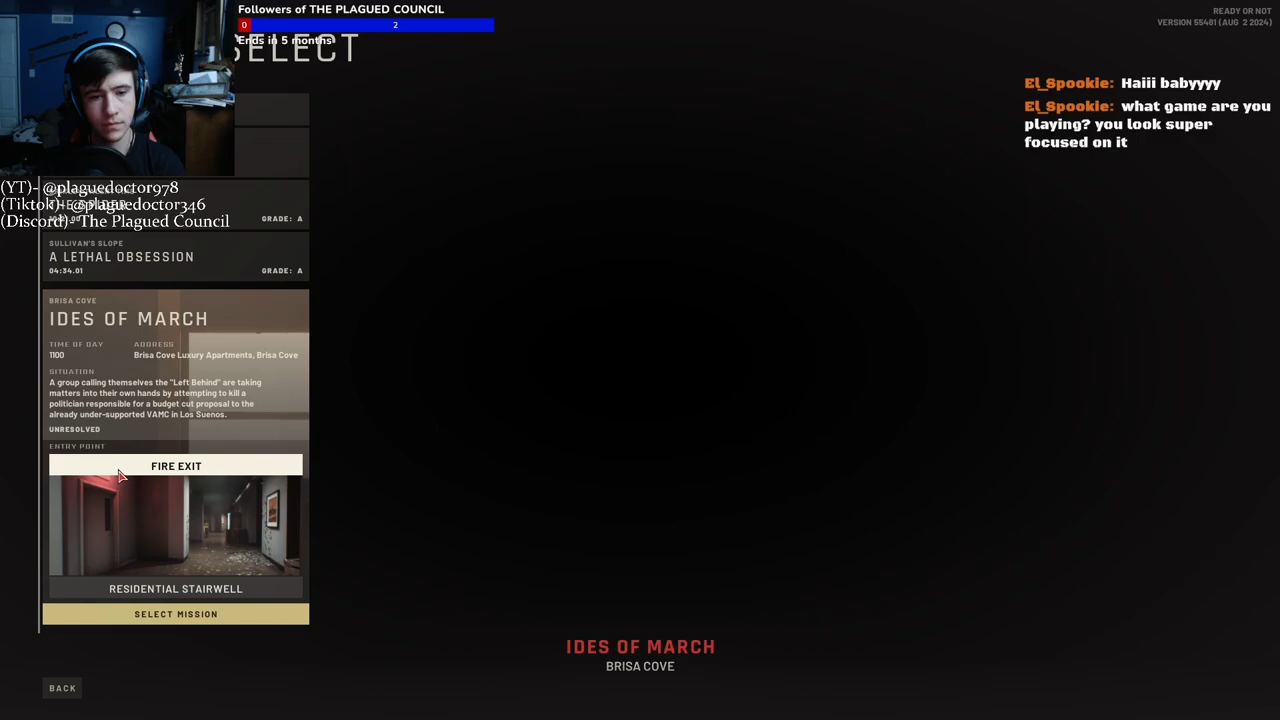 Followers of THE PLAGUED COUNCIL
0
2
Ends in 5 months
SELECT
READY OR NOT
VERSION 55481 (AUG 2 2024)
El_Spookie: Haiii babyyyy
El_Spookie: what game are you
playing? you look super
focused on it
(YT)- @plaguedoctor978
(Tiktok)- @plaguedoctor346
(Discord)- The Plagued Council
GRADE: A
SULLIVAN'S SLOPE
A LETHAL OBSESSION
04:34.01
GRADE: A
BRISA COVE
IDES OF MARCH
TIME OF DAY
ADDRESS
1100
Brisa Cove Luxury Apartments, Brisa Cove
SITUATION
A group calling themselves the "Left Behind" are taking
matters into their own hands by attempting to kill a
politician responsible for a budget cut proposal to the
already under-supported VAMC in Los Suenos.
UNRESOLVED
ENTRY POINT
FIRE EXIT
RESIDENTIAL STAIRWELL
SELECT MISSION
IDES OF MARCH
BRISA COVE
BACK